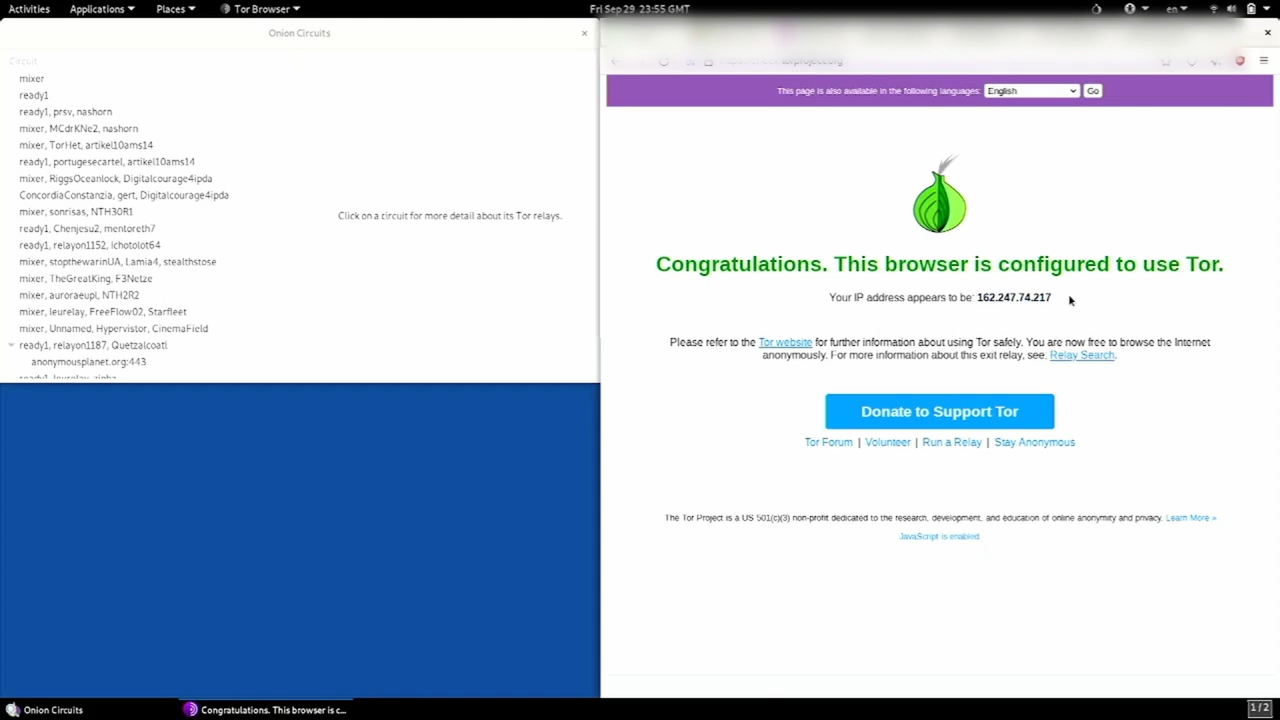 Activities Applications Places Tor Browser Fri Sep 29 23:55 GMT en
Onion Circuits
Circuit
mixer
ready1
ready1, prsv, nashorn
mixer, MCdrKNe2, nashorn
mixer, TorHet, artikel10ams14
ready1, portugesecartel, artikel10ams14
mixer, RiggsOceanlock, Digitalcourage4ipda
ConcordiaConstanzia, gert, Digitalcourage4ipda
mixer, sonrisas, NTH30R1
ready1, Chenjesu2, mentoreth7
ready1, relayon1152, Ichotolot64
mixer, stopthewarinUA, Lamia4, stealthstose
mixer, TheGreatKing, F3Netze
mixer, auroraeupl, NTH2R2
mixer, leurelay, FreeFlow02, Starfleet
mixer, Unnamed, Hypervistor, CinemaField
ready1, relayon1187, Quetzalcoatl
anonymousplanet.org:443
Click on a circuit for more detail about its Tor relays.
torproject.org
This page is also available in the following languages: English Go
Congratulations. This browser is configured to use Tor.
Your IP address appears to be: 162.247.74.217
Please refer to the Tor website for further information about using Tor safely. You are now free to browse the Internet
anonymously. For more information about this exit relay, see: Relay Search.
Donate to Support Tor
Tor Forum | Volunteer | Run a Relay | Stay Anonymous
The Tor Project is a US 501(c)(3) non-profit dedicated to the research, development, and education of online anonymity and privacy. Learn More »
JavaScript is enabled.
Onion Circuits Congratulations. This browser is c... 1 / 2